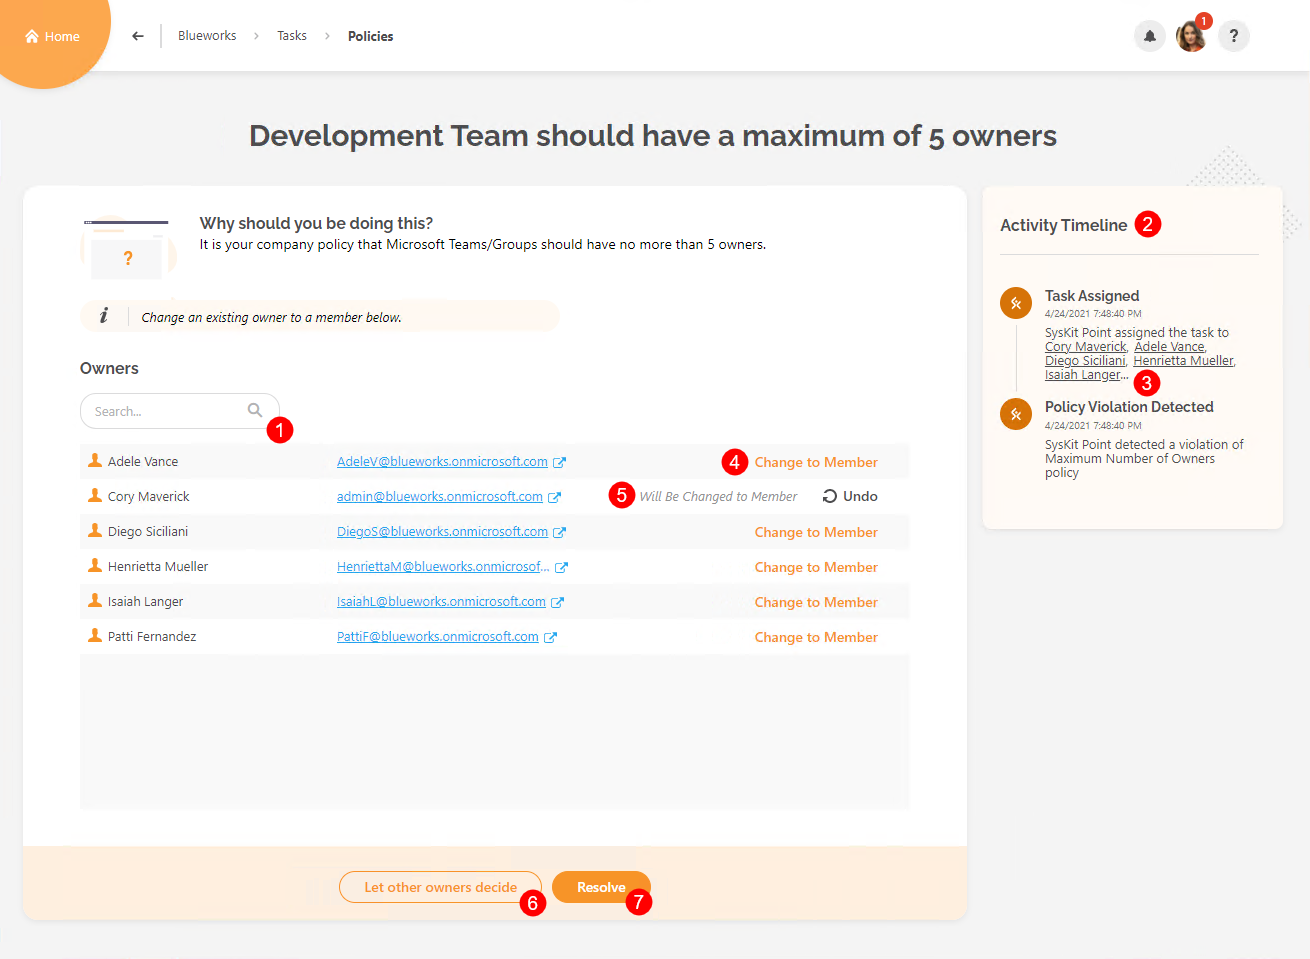 Home
Blueworks
Tasks
Policies
1
?
Development Team should have a maximum of 5 owners
?
Why should you be doing this?
It is your company policy that Microsoft Teams/Groups should have no more than 5 owners.
i
Change an existing owner to a member below.
Owners
Search...
1
Adele Vance AdeleV@blueworks.onmicrosoft.com 4 Change to Member
Cory Maverick admin@blueworks.onmicrosoft.com 5 Will Be Changed to Member Undo
Diego Siciliani DiegoS@blueworks.onmicrosoft.com Change to Member
Henrietta Mueller HenriettaM@blueworks.onmicrosof... Change to Member
Isaiah Langer IsaiahL@blueworks.onmicrosoft.com Change to Member
Patti Fernandez PattiF@blueworks.onmicrosoft.com Change to Member
Let other owners decide 6
Resolve 7
Activity Timeline 2
Task Assigned
4/24/2021 7:48:40 PM
SysKit Point assigned the task to
Cory Maverick, Adele Vance,
Diego Siciliani, Henrietta Mueller,
Isaiah Langer... 3
Policy Violation Detected
4/24/2021 7:48:40 PM
SysKit Point detected a violation of
Maximum Number of Owners
policy